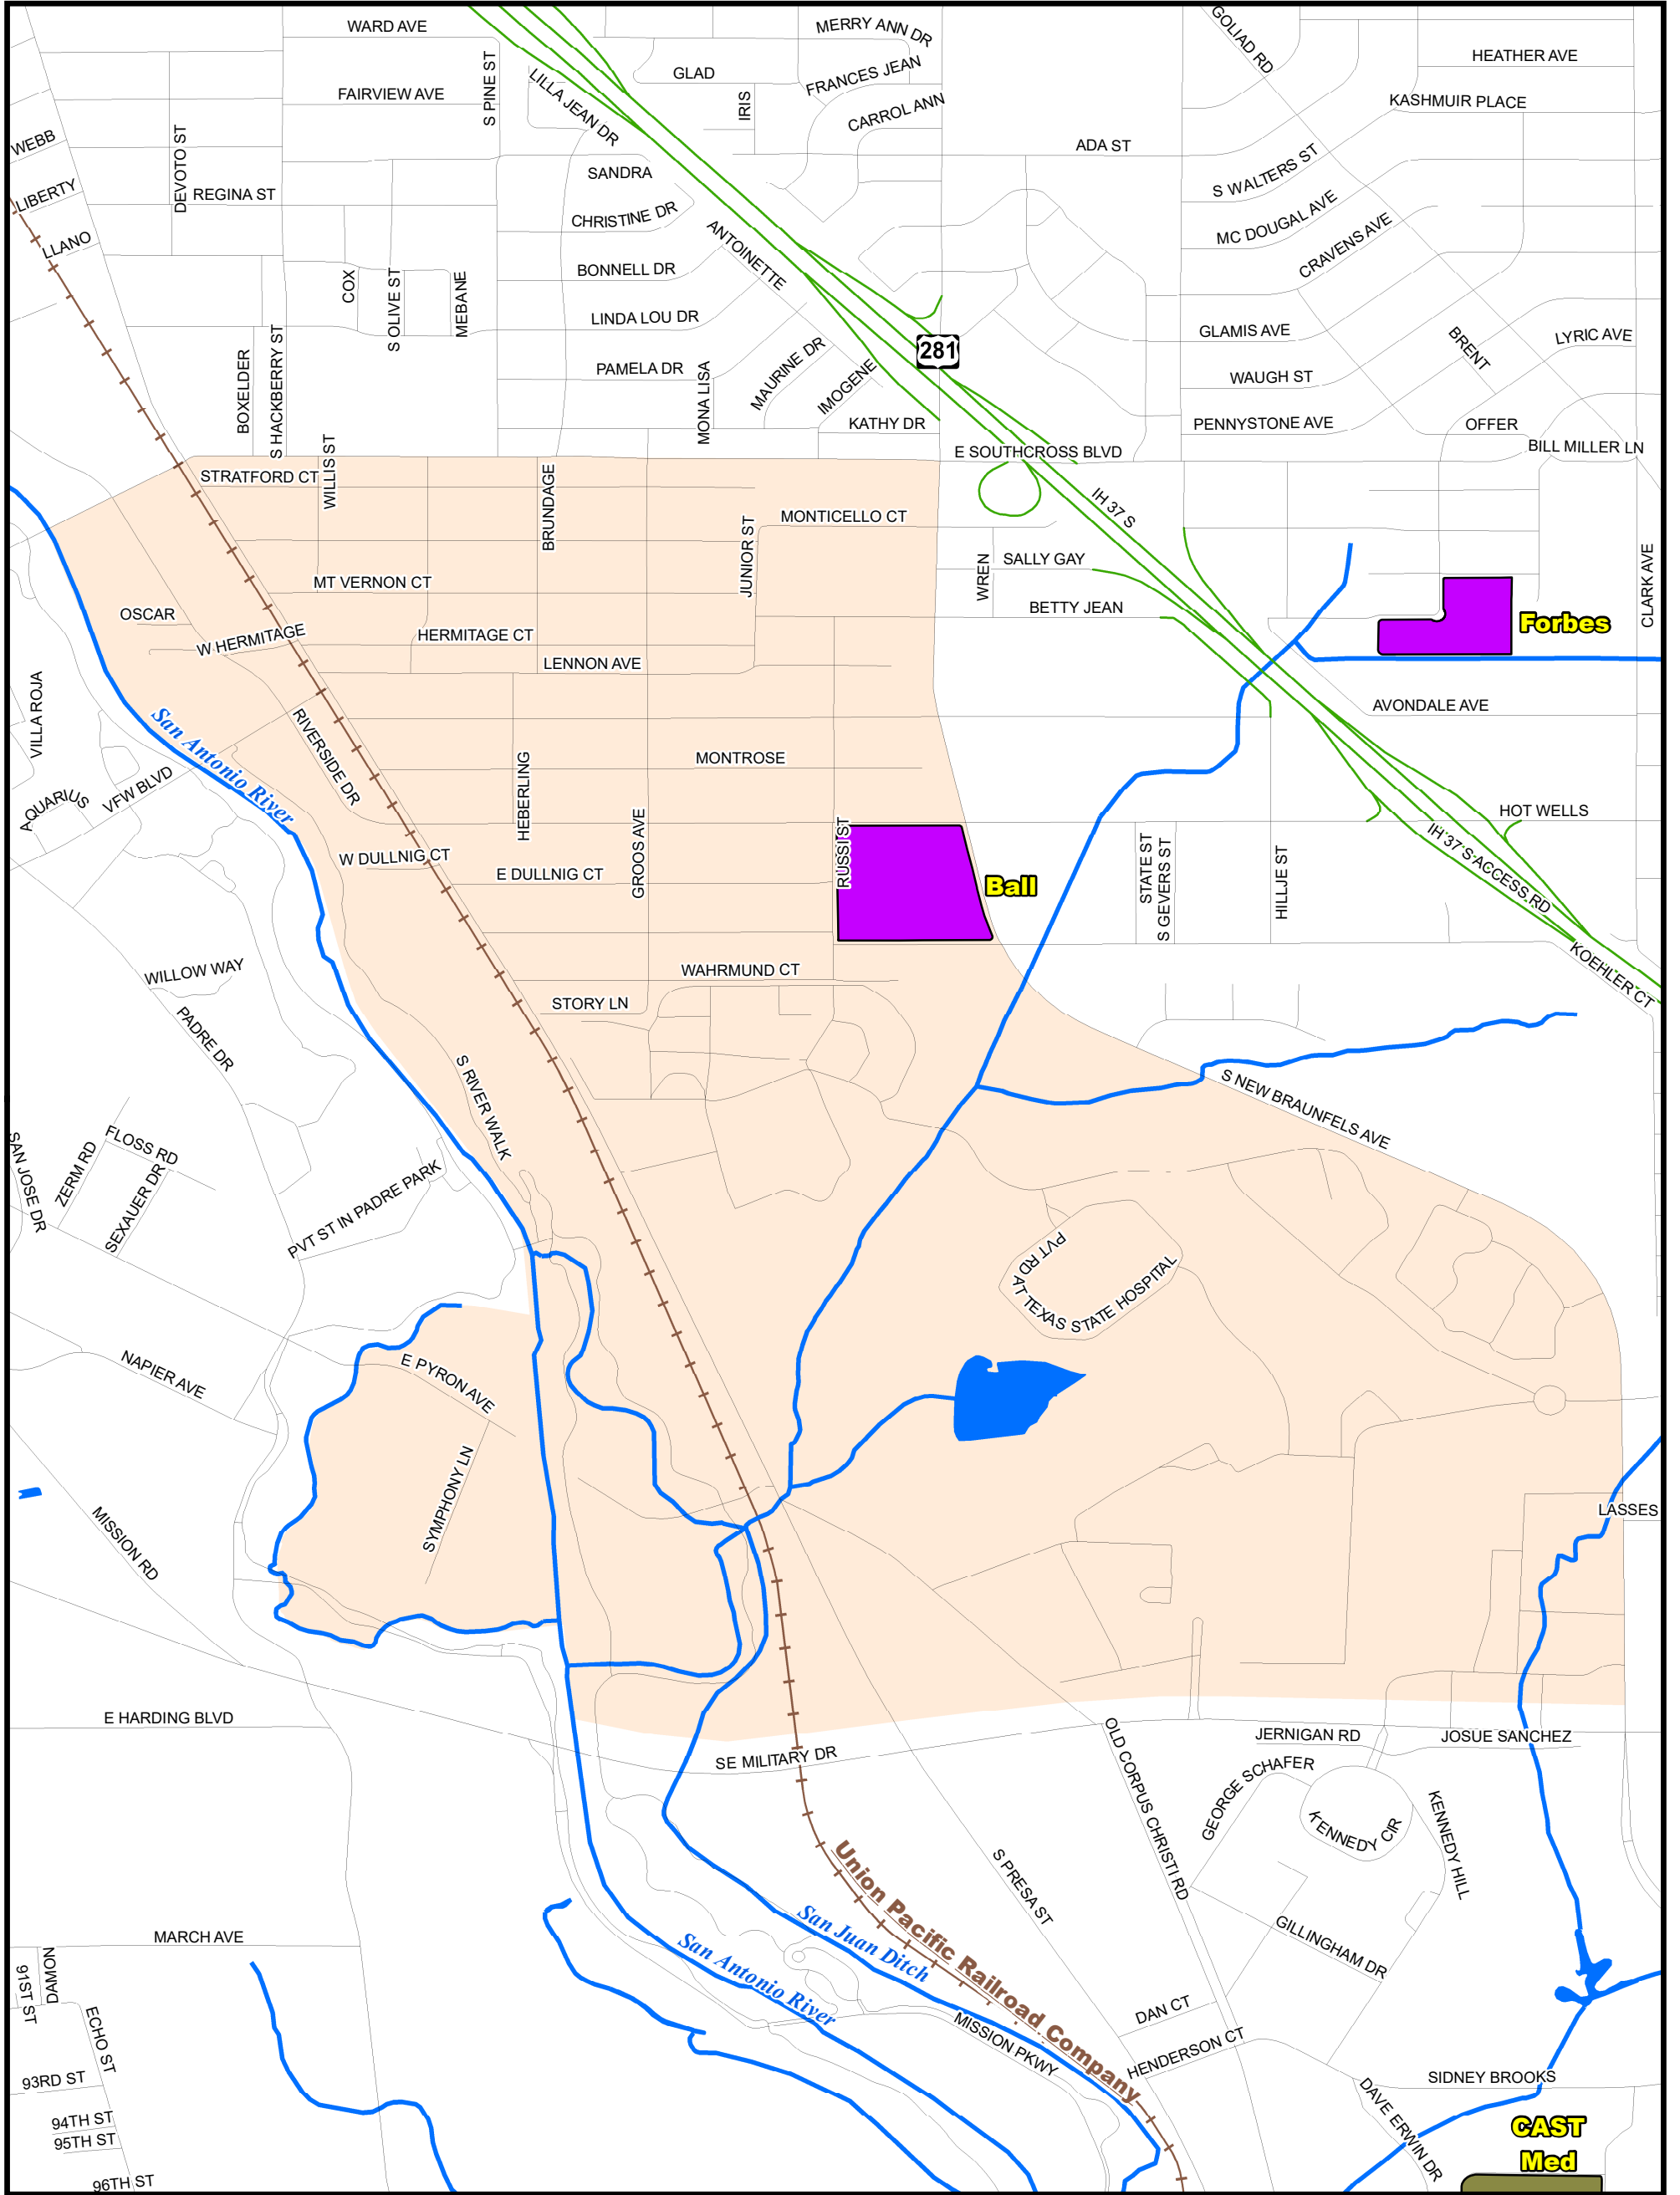 WARD AVE
MERRY ANN DR
GOLIAD RD
HEATHER AVE
S PINE ST
LILLA JEAN DR
GLAD
FRANCES JEAN
FAIRVIEW AVE
IRIS
CARROL ANN
KASHMUIR PLACE
WEBB
DEVOTO ST
ADA ST
SANDRA
S WALTERS ST
LIBERTY
REGINA ST
CHRISTINE DR
MC DOUGAL AVE
LLANO
ANTOINETTE
CRAVENS AVE
COX
S OLIVE ST
MEBANE
BONNELL DR
LINDA LOU DR
GLAMIS AVE
BRENT
LYRIC AVE
281
BOXELDER
S HACKBERRY ST
PAMELA DR
MONA LISA
MAURINE DR
IMOGENE
WAUGH ST
KATHY DR
PENNYSTONE AVE
OFFER
WILLIS ST
E SOUTHCROSS BLVD
BILL MILLER LN
STRATFORD CT
BRUNDAGE
IH 37 S
JUNIOR ST
MONTICELLO CT
WREN
SALLY GAY
CLARK AVE
MT VERNON CT
BETTY JEAN
OSCAR
Forbes
W HERMITAGE
HERMITAGE CT
LENNON AVE
VILLA ROJA
San Antonio River
RIVERSIDE DR
AVONDALE AVE
MONTROSE
HEBERLING
AQUARIUS
VFW BLVD
HOT WELLS
GROOS AVE
RUSSI ST
W DULLNIG CT
E DULLNIG CT
Ball
STATE ST
S GEVERS ST
HILLJE ST
IH 37 S ACCESS RD
WILLOW WAY
WAHRMUND CT
KOEHLER CT
STORY LN
PADRE DR
S RIVER WALK
S NEW BRAUNFELS AVE
SAN JOSE DR
ZERM RD
FLOSS RD
SEXAUER DR
PVT ST IN PADRE PARK
PVT RD AT TEXAS STATE HOSPITAL
NAPIER AVE
E PYRON AVE
SYMPHONY LN
MISSION RD
LASSES
E HARDING BLVD
SE MILITARY DR
OLD CORPUS CHRISTI RD
JERNIGAN RD
JOSUE SANCHEZ
GEORGE SCHAFER
KENNEDY CIR
KENNEDY HILL
Union Pacific Railroad Company
S PRESA ST
San Juan Ditch
San Antonio River
GILLINGHAM DR
MARCH AVE
91ST ST
DAMON
ECHO ST
DAN CT
MISSION PKWY
HENDERSON CT
93RD ST
SIDNEY BROOKS
DAVE ERWIN DR
94TH ST
95TH ST
96TH ST
CAST
Med